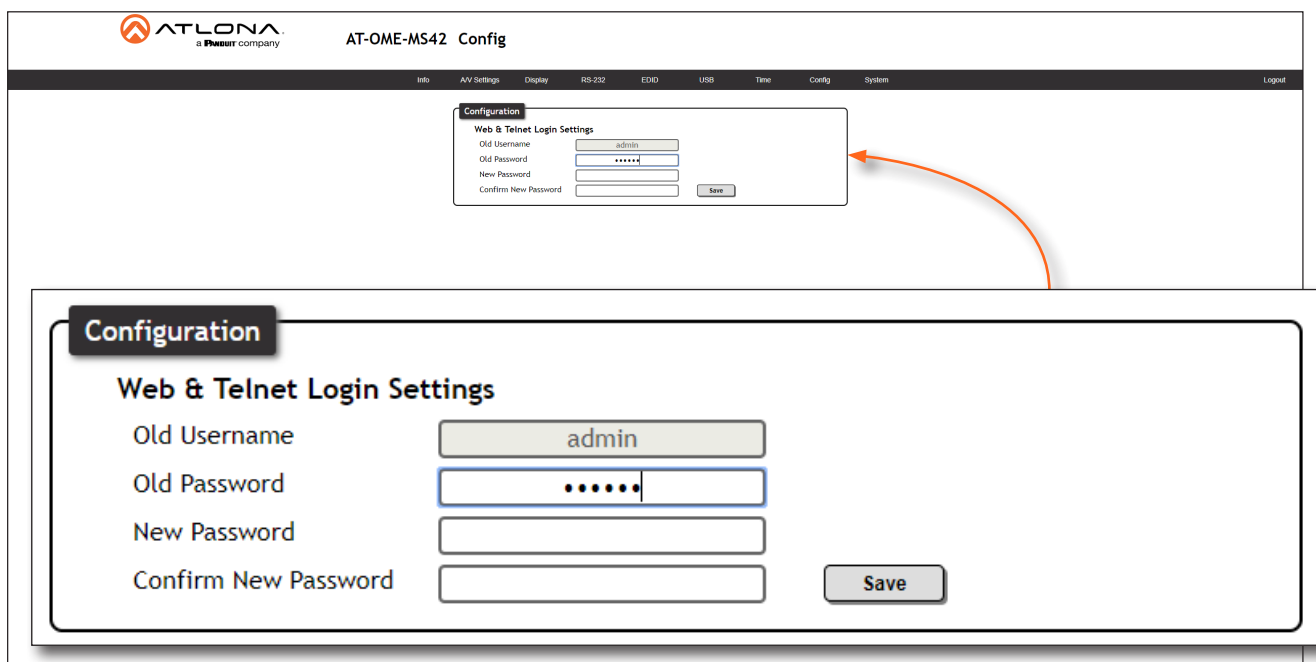 ATLONA.
a PANDUIT company
AT-OME-MS42 Config
Info A/V Settings Display RS-232 EDID USB Time Config System Logout
Configuration
Web & Telnet Login Settings
Old Username admin
Old Password ••••••
New Password
Confirm New Password Save
Configuration
Web & Telnet Login Settings
Old Username admin
Old Password ••••••
New Password
Confirm New Password Save